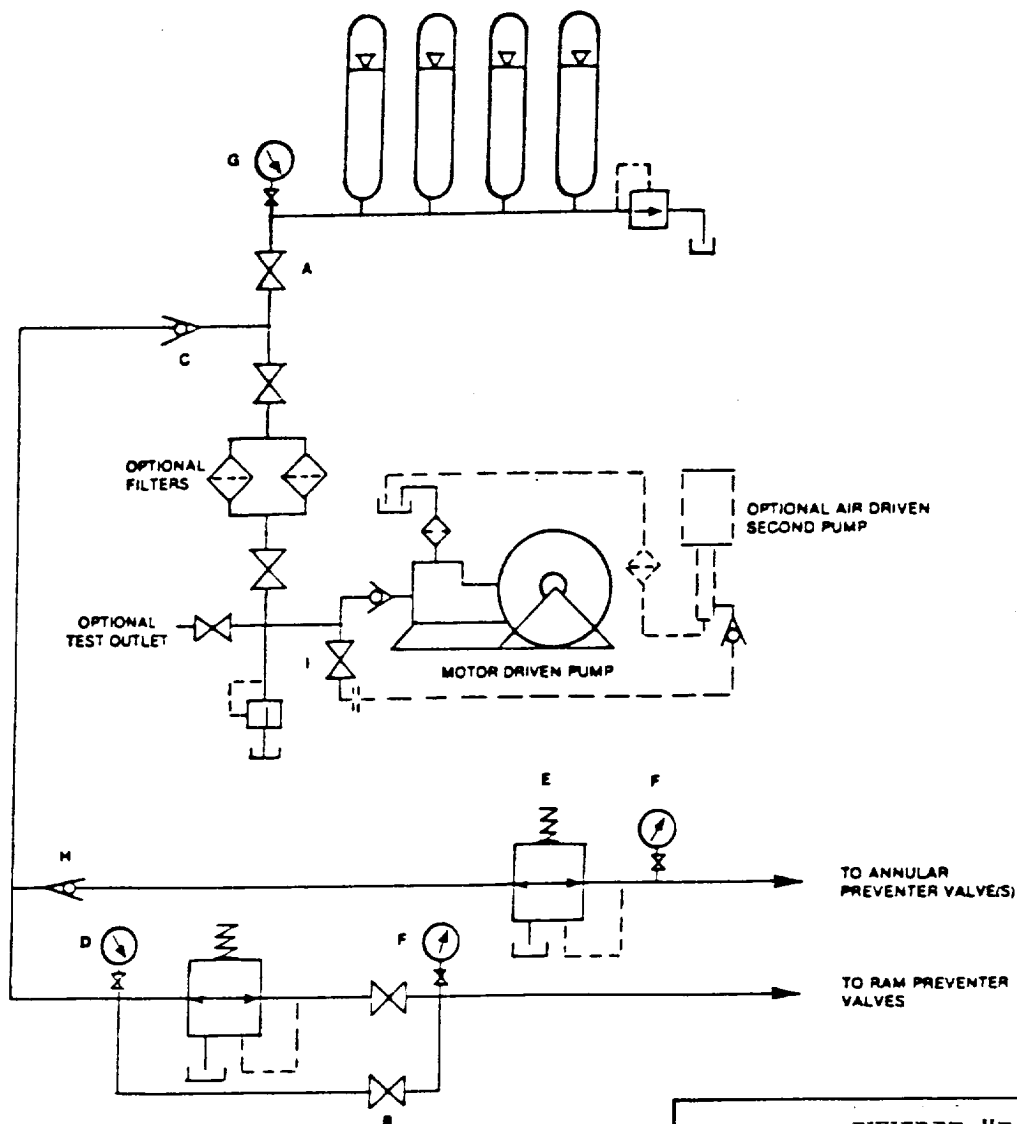 G
A
C
OPTIONAL
FILTERS
OPTIONAL AIR DRIVEN
SECOND PUMP
OPTIONAL
TEST OUTLET
I
MOTOR DRIVEN PUMP
E
F
H
TO ANNULAR
PREVENTER VALVE(S)
D
F
TO RAM PREVENTER
VALVES